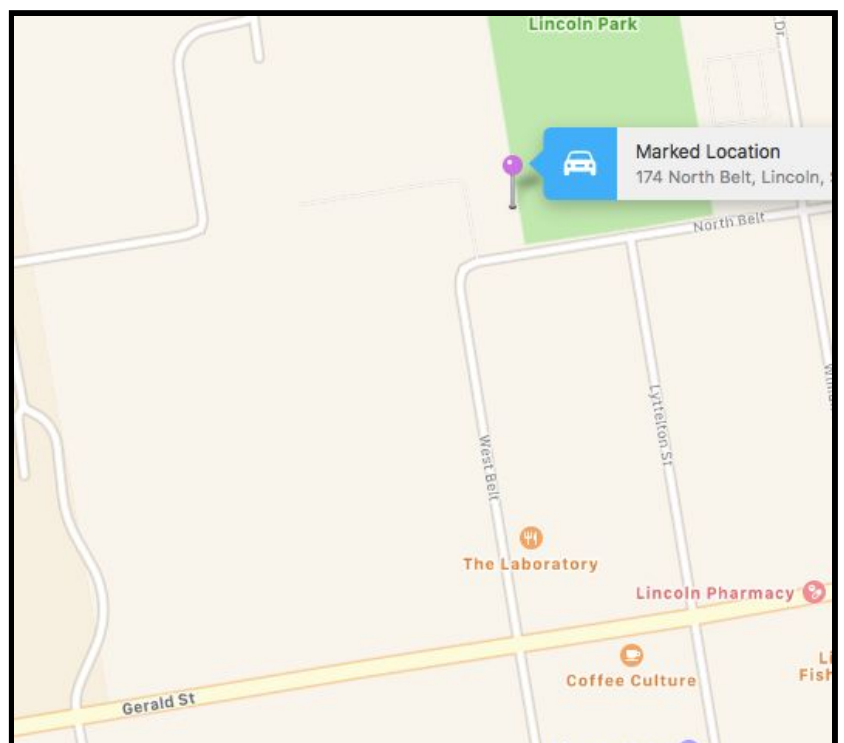 Lincoln Park
Dr
Marked Location
174 North Belt, Lincoln,
North Belt
Lyttelton St
West Belt
The Laboratory
Lincoln Pharmacy
Coffee Culture
Gerald St